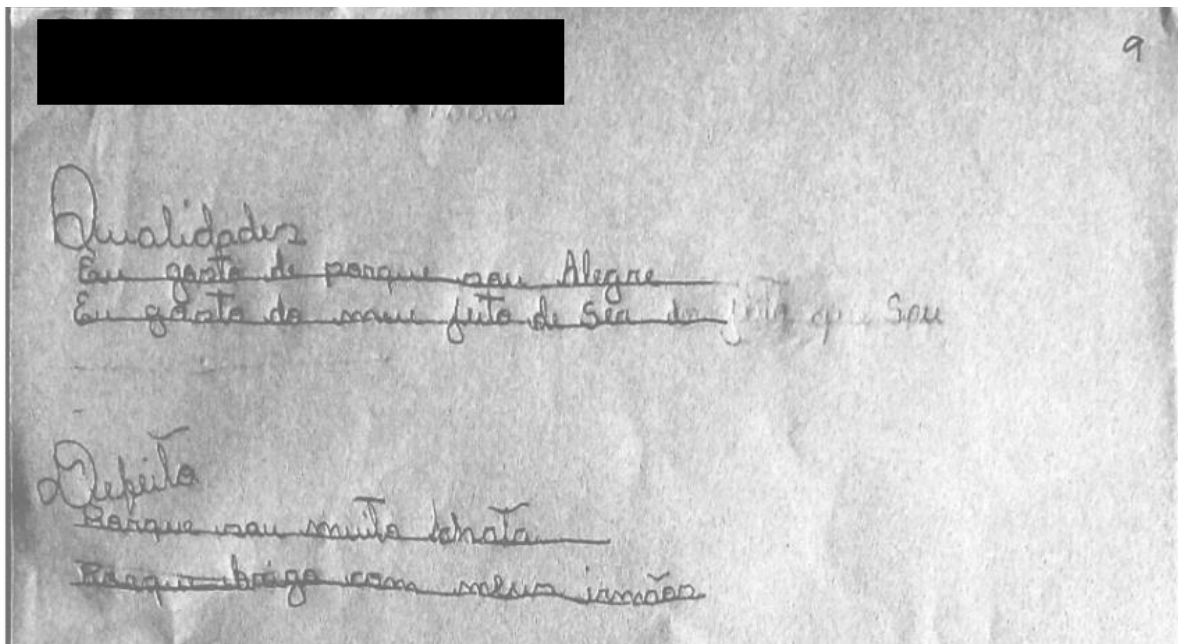 9
Qualidades
Eu gosto de porque sou Alegre
Eu gosto do meu jeito de Ser do jeito que Sou
Defeito
Porque sou muito chata
Porque brigo com meus irmãos